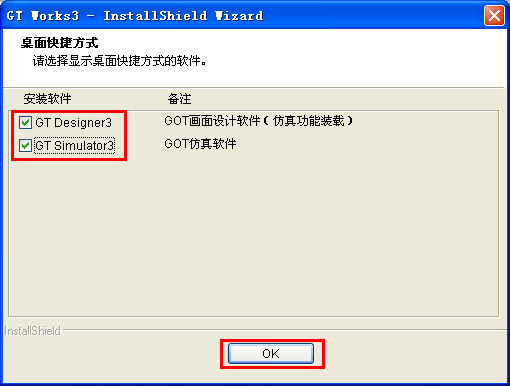 GT Works3 - InstallShield Wizard
桌面快捷方式
请选择显示桌面快捷方式的软件。
安装软件 备注
GT Designer3 GOT画面设计软件（仿真功能装载）
GT Simulator3 GOT仿真软件
InstallShield
OK